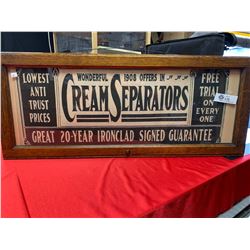 WONDERFUL 1908 OFFERS IN
LOWEST
ANTI
TRUST
PRICES
CREAM SEPARATORS
FREE
TRIAL
ON
EVERY
ONE
GREAT 20-YEAR IRONCLAD SIGNED GUARANTEE